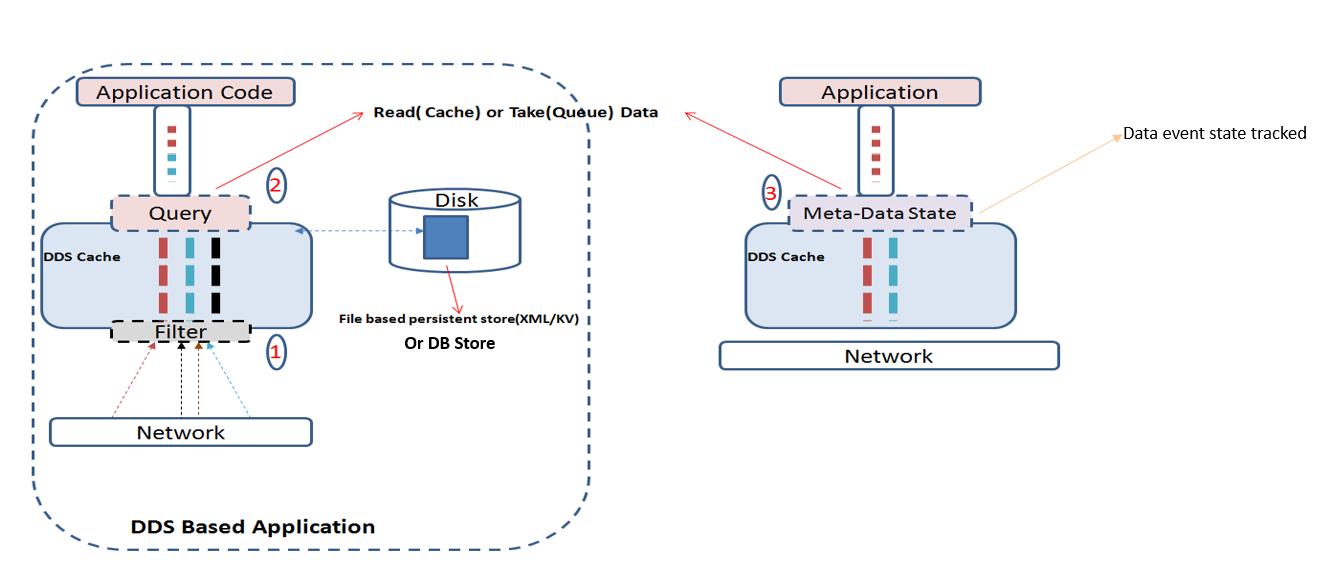 Application Code
Read( Cache) or Take(Queue) Data
2
Query
DDS Cache
Disk
File based persistent store(XML/KV)
Or DB Store
Filter
1
Network
DDS Based Application
Application
Data event state tracked
3
Meta-Data State
DDS Cache
Network